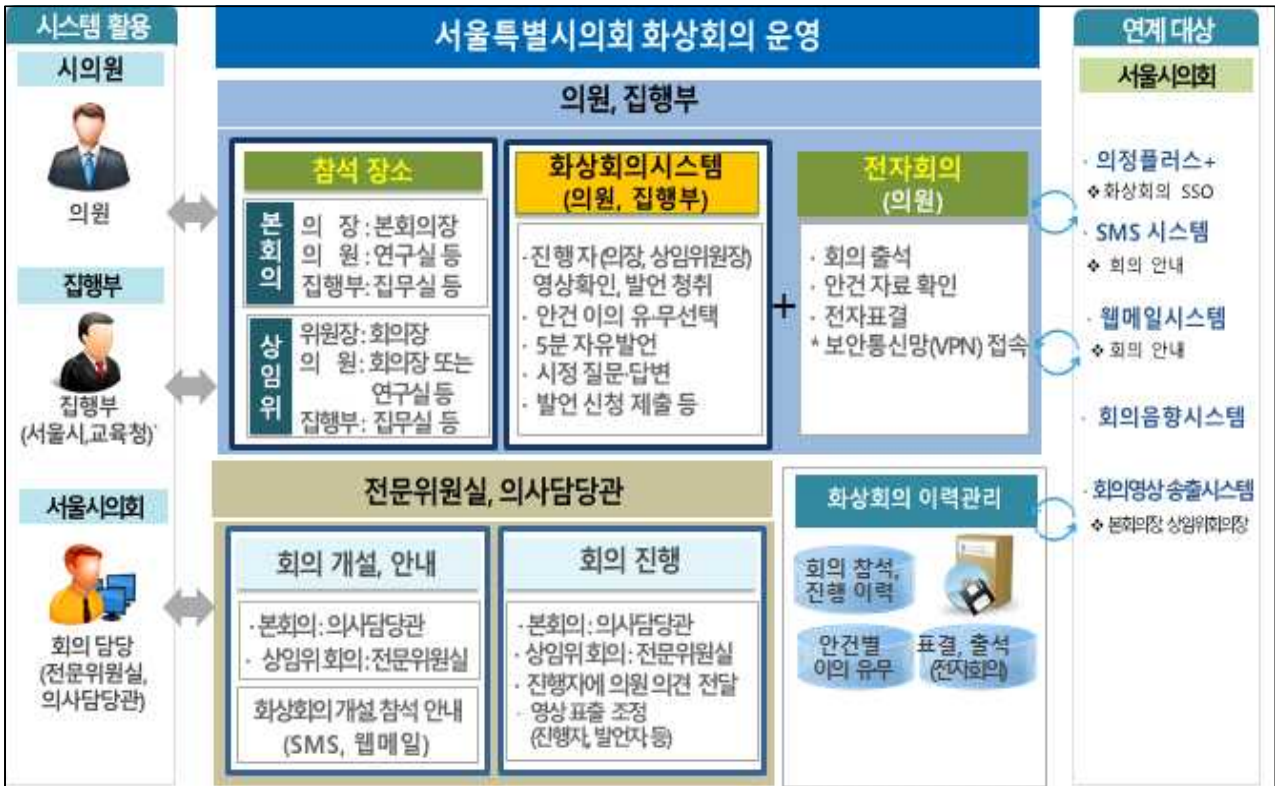 시스템 활용
시의원
의원
집행부
집행부
(서울시,교육청)
서울시의회
회의 담당
(전문위원실,
의사담당관)
서울특별시의회 화상회의 운영
의원, 집행부
참석 장소
본회의
의 장 : 본회의장
의 원 : 연구실 등
집행부: 집무실 등
상임위
위원장: 회의장
의 원: 회의장 또는
연구실 등
집행부: 집무실 등
화상회의시스템
(의원, 집행부)
· 진행자(의장, 상임위원장)
영상확인, 발언 청취
· 안건 이의 유·무선택
· 5분 자유발언
· 시정 질문·답변
· 발언 신청 제출 등
+
전자회의
(의원)
· 회의 출석
· 안건 자료 확인
· 전자표결
* 보안통신망(VPN) 접속
전문위원실, 의사담당관
회의 개설, 안내
· 본회의 : 의사담당관
· 상임위 회의 : 전문위원실
화상회의 개설, 참석 안내
(SMS, 웹메일)
회의 진행
· 본회의 : 의사담당관
· 상임위 회의 : 전문위원실
· 진행자에 의원 의견 전달
· 영상 표출 조정
(진행자, 발언자 등)
화상회의 이력관리
회의 참석,
진행 이력
안건별
이의 유무
표결, 출석
(전자회의)
연계 대상
서울시의회
· 의정플러스+
❖ 화상회의 SSO
· SMS 시스템
❖ 회의 안내
· 웹메일시스템
❖ 회의 안내
· 회의음향시스템
· 회의영상 송출시스템
❖ 본회의장, 상임위회의장